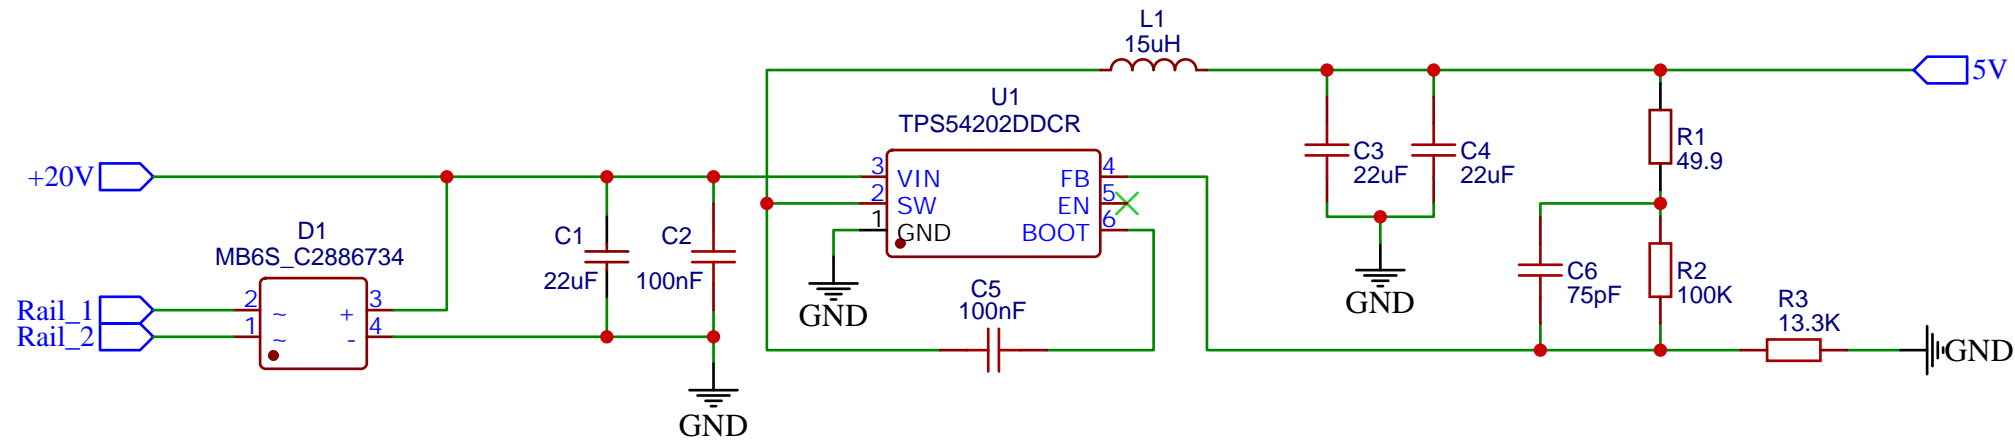 L1
15uH
5V
U1
TPS54202DDCR
+20V
3
VIN
2
SW
1
GND
FB
4
EN
5
BOOT
6
C3
22uF
C4
22uF
R1
49.9
D1
MB6S_C2886734
Rail_1
Rail_2
2
~
+
3
1
~
-
4
C1
22uF
C2
100nF
GND
GND
C5
100nF
GND
C6
75pF
R2
100K
R3
13.3K
GND